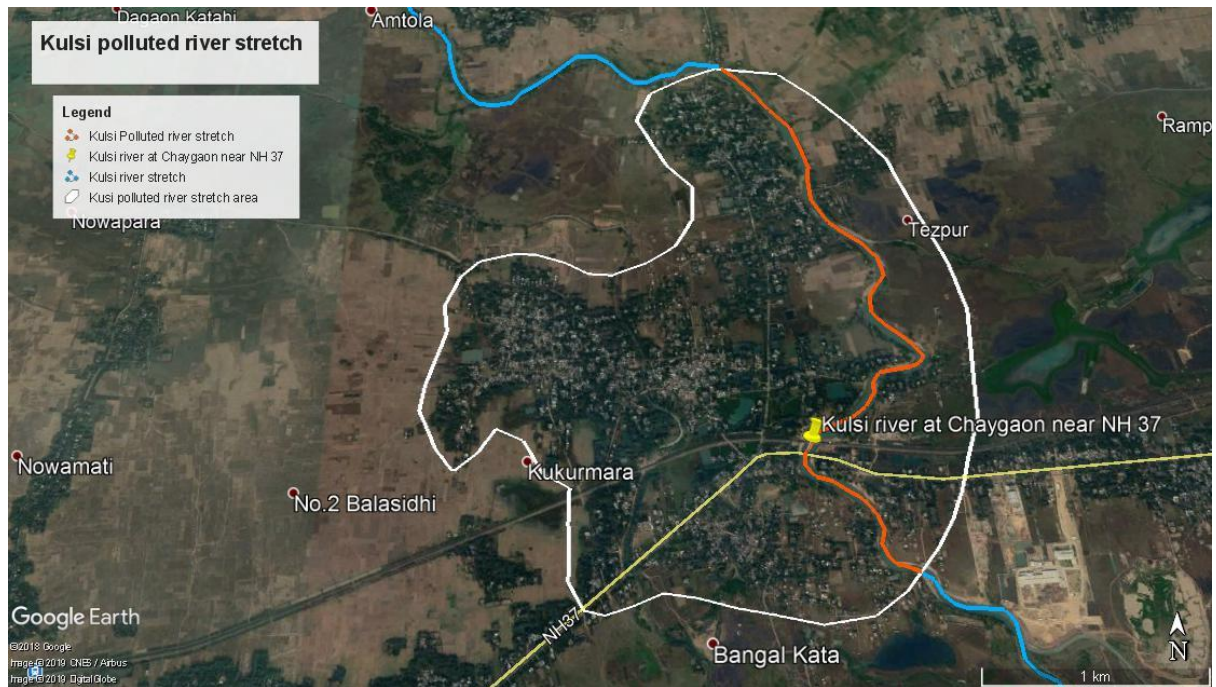 Dagaon Katahi
Amtola
Kulsi polluted river stretch
Legend
Kulsi Polluted river stretch
Kulsi river at Chaygaon near NH 37
Kulsi river stretch
Kusi polluted river stretch area
Nowapara
Ramp
Tezpur
Kulsi river at Chaygaon near NH 37
Nowamati
Kukurmara
No.2 Balasidhi
NH37
Bangal Kata
Google Earth
©2018 Google
Image © 2019 CNES / Airbus
Image © 2019 DigitalGlobe
N
1 km